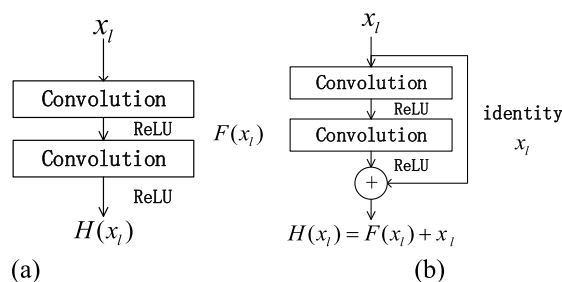 x_l
Convolution
ReLU
Convolution
ReLU
H(x_l)
(a)
x_l
Convolution
ReLU
F(x_l)
Convolution
ReLU
+
identity
x_l
H(x_l) = F(x_l) + x_l
(b)